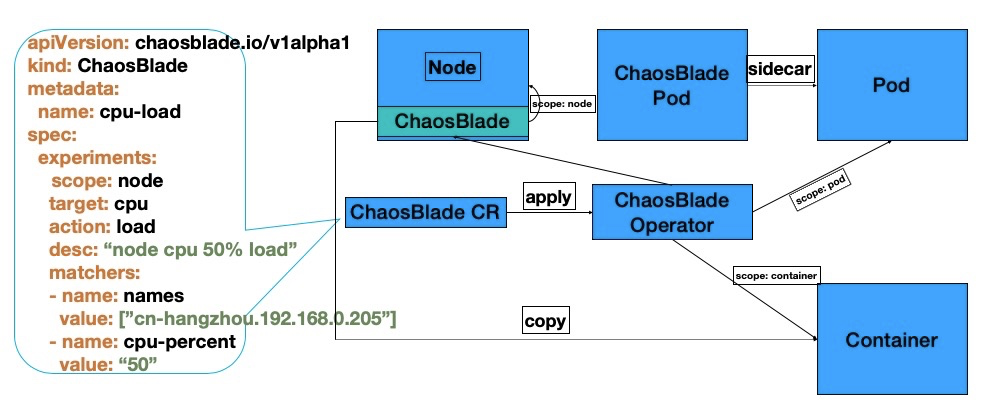 apiVersion: chaosblade.io/v1alpha1
kind: ChaosBlade
metadata:
name: cpu-load
spec:
experiments:
scope: node
target: cpu
action: load
desc: “node cpu 50% load”
matchers:
- name: names
value: [”cn-hangzhou.192.168.0.205”]
- name: cpu-percent
value: “50”
Node
ChaosBlade
scope: node
ChaosBlade
Pod
sidecar
Pod
ChaosBlade CR
apply
ChaosBlade
Operator
scope: pod
scope: container
copy
Container